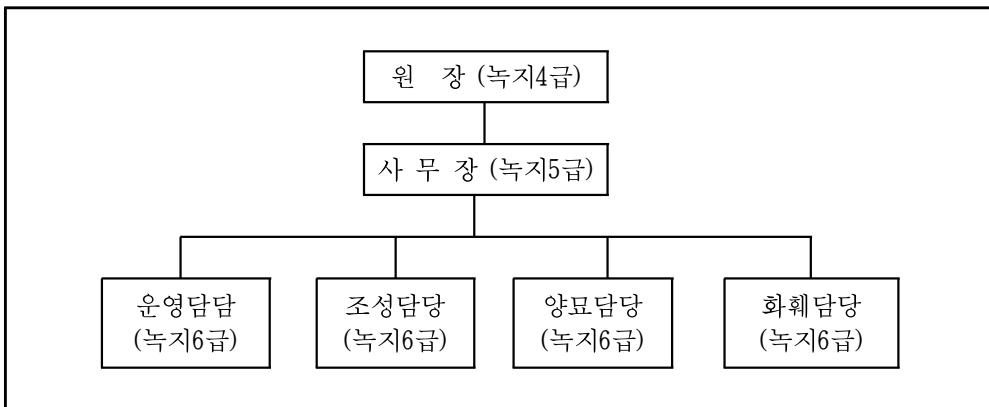 원 장 (녹지4급)
사 무 장 (녹지5급)
운영담담
(녹지6급)
조성담당
(녹지6급)
양묘담당
(녹지6급)
화훼담당
(녹지6급)